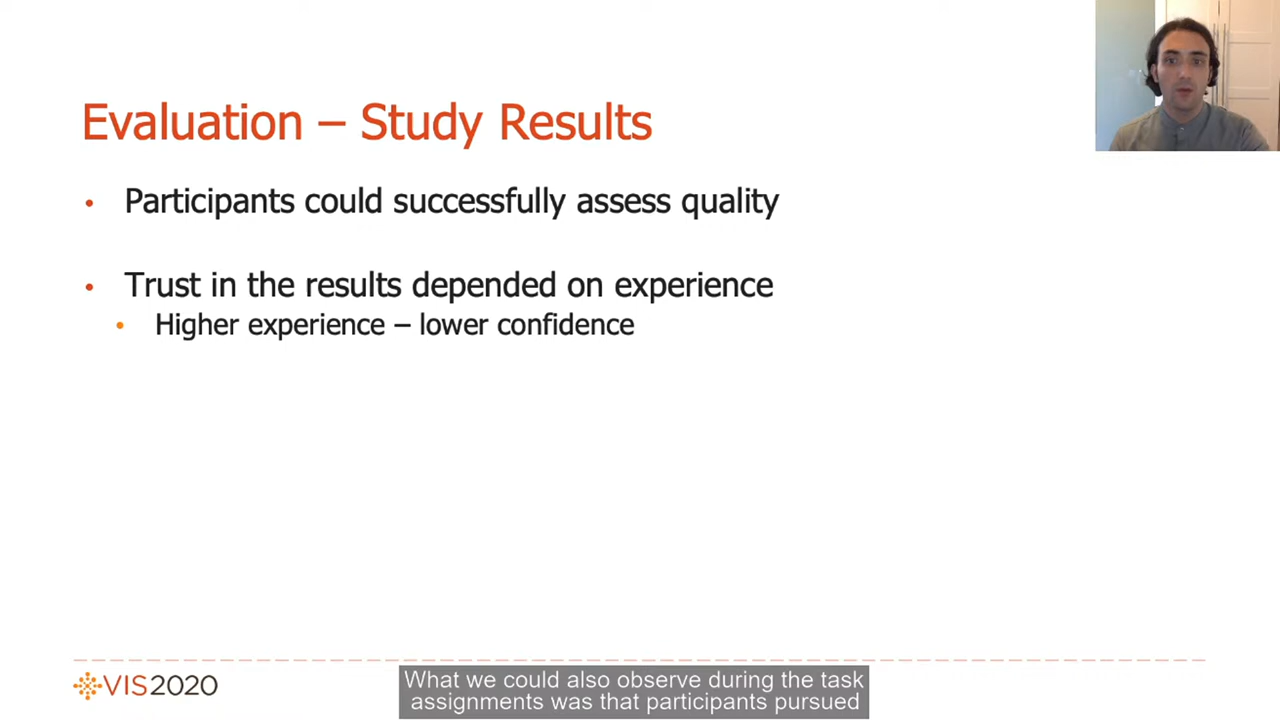 Evaluation – Study Results
• Participants could successfully assess quality
• Trust in the results depended on experience
• Higher experience – lower confidence
VIS2020
What we could also observe during the task
assignments was that participants pursued